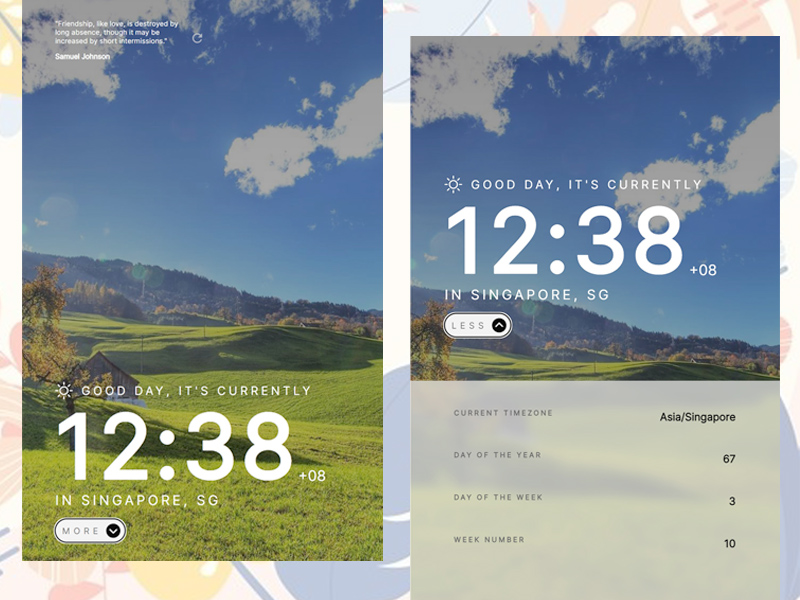 "Friendship, like love, is destroyed by
long absence, though it may be
increased by short intermissions."
Samuel Johnson
GOOD DAY, IT'S CURRENTLY
12:38 +08
IN SINGAPORE, SG
MORE
GOOD DAY, IT'S CURRENTLY
12:38 +08
IN SINGAPORE, SG
LESS
CURRENT TIMEZONE Asia/Singapore
DAY OF THE YEAR 67
DAY OF THE WEEK 3
WEEK NUMBER 10